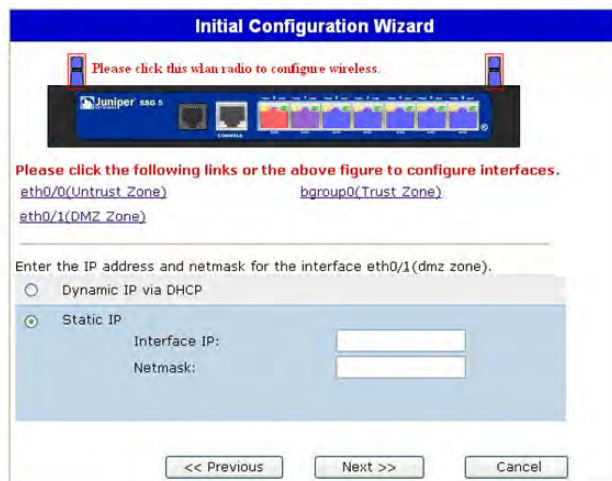 Initial Configuration Wizard
Please click this wlan radio to configure wireless.
Juniper SSG 5
CONSOLE
Please click the following links or the above figure to configure interfaces.
eth0/0(Untrust Zone) bgroup0(Trust Zone)
eth0/1(DMZ Zone)
Enter the IP address and netmask for the interface eth0/1(dmz zone).
Dynamic IP via DHCP
Static IP
Interface IP:
Netmask:
<< Previous Next >> Cancel